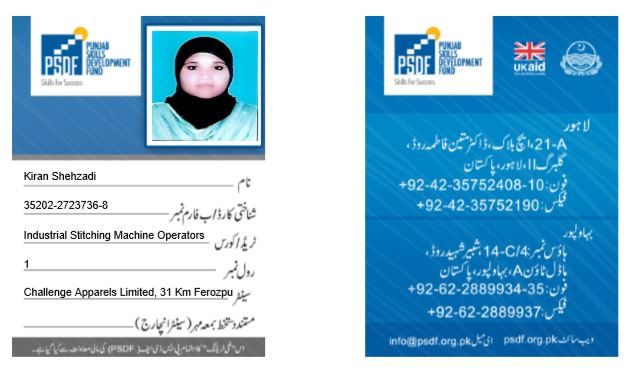 PSDF
PUNJAB
SKILLS
DEVELOPMENT
FUND
Skills For Success
Kiran Shehzadi
نام
35202-2723736-8
شناختی کارڈ/ب فارم نمبر
Industrial Stitching Machine Operators
ٹریڈ/کورس
1
رول نمبر
Challenge Apparels Limited, 31 Km Ferozpu
سینٹر
مستند دستخط بمعہ مہر (سینٹر انچارج)
اس "سکل ٹریننگ" کا اہتمام پی ایس ڈی ایف (PSDF) کی مالی معاونت سے کیا گیا ہے۔
PSDF
PUNJAB
SKILLS
DEVELOPMENT
FUND
Skills For Success
UKaid
لاہور
21-A، ایچ بلاک، ڈاکٹر متین فاطمہ روڈ،
گلبرگ II، لاہور، پاکستان
فون: +92-42-35752408-10
فیکس: +92-42-35752190
بہاولپور
ہاؤس نمبر: 14-C/4 شبیر شہید روڈ،
ماڈل ٹاؤن A، بہاولپور، پاکستان
فون: +92-62-2889934-35
فیکس: +92-62-2889937
ویب سائٹ psdf.org.pk ای میل info@psdf.org.pk